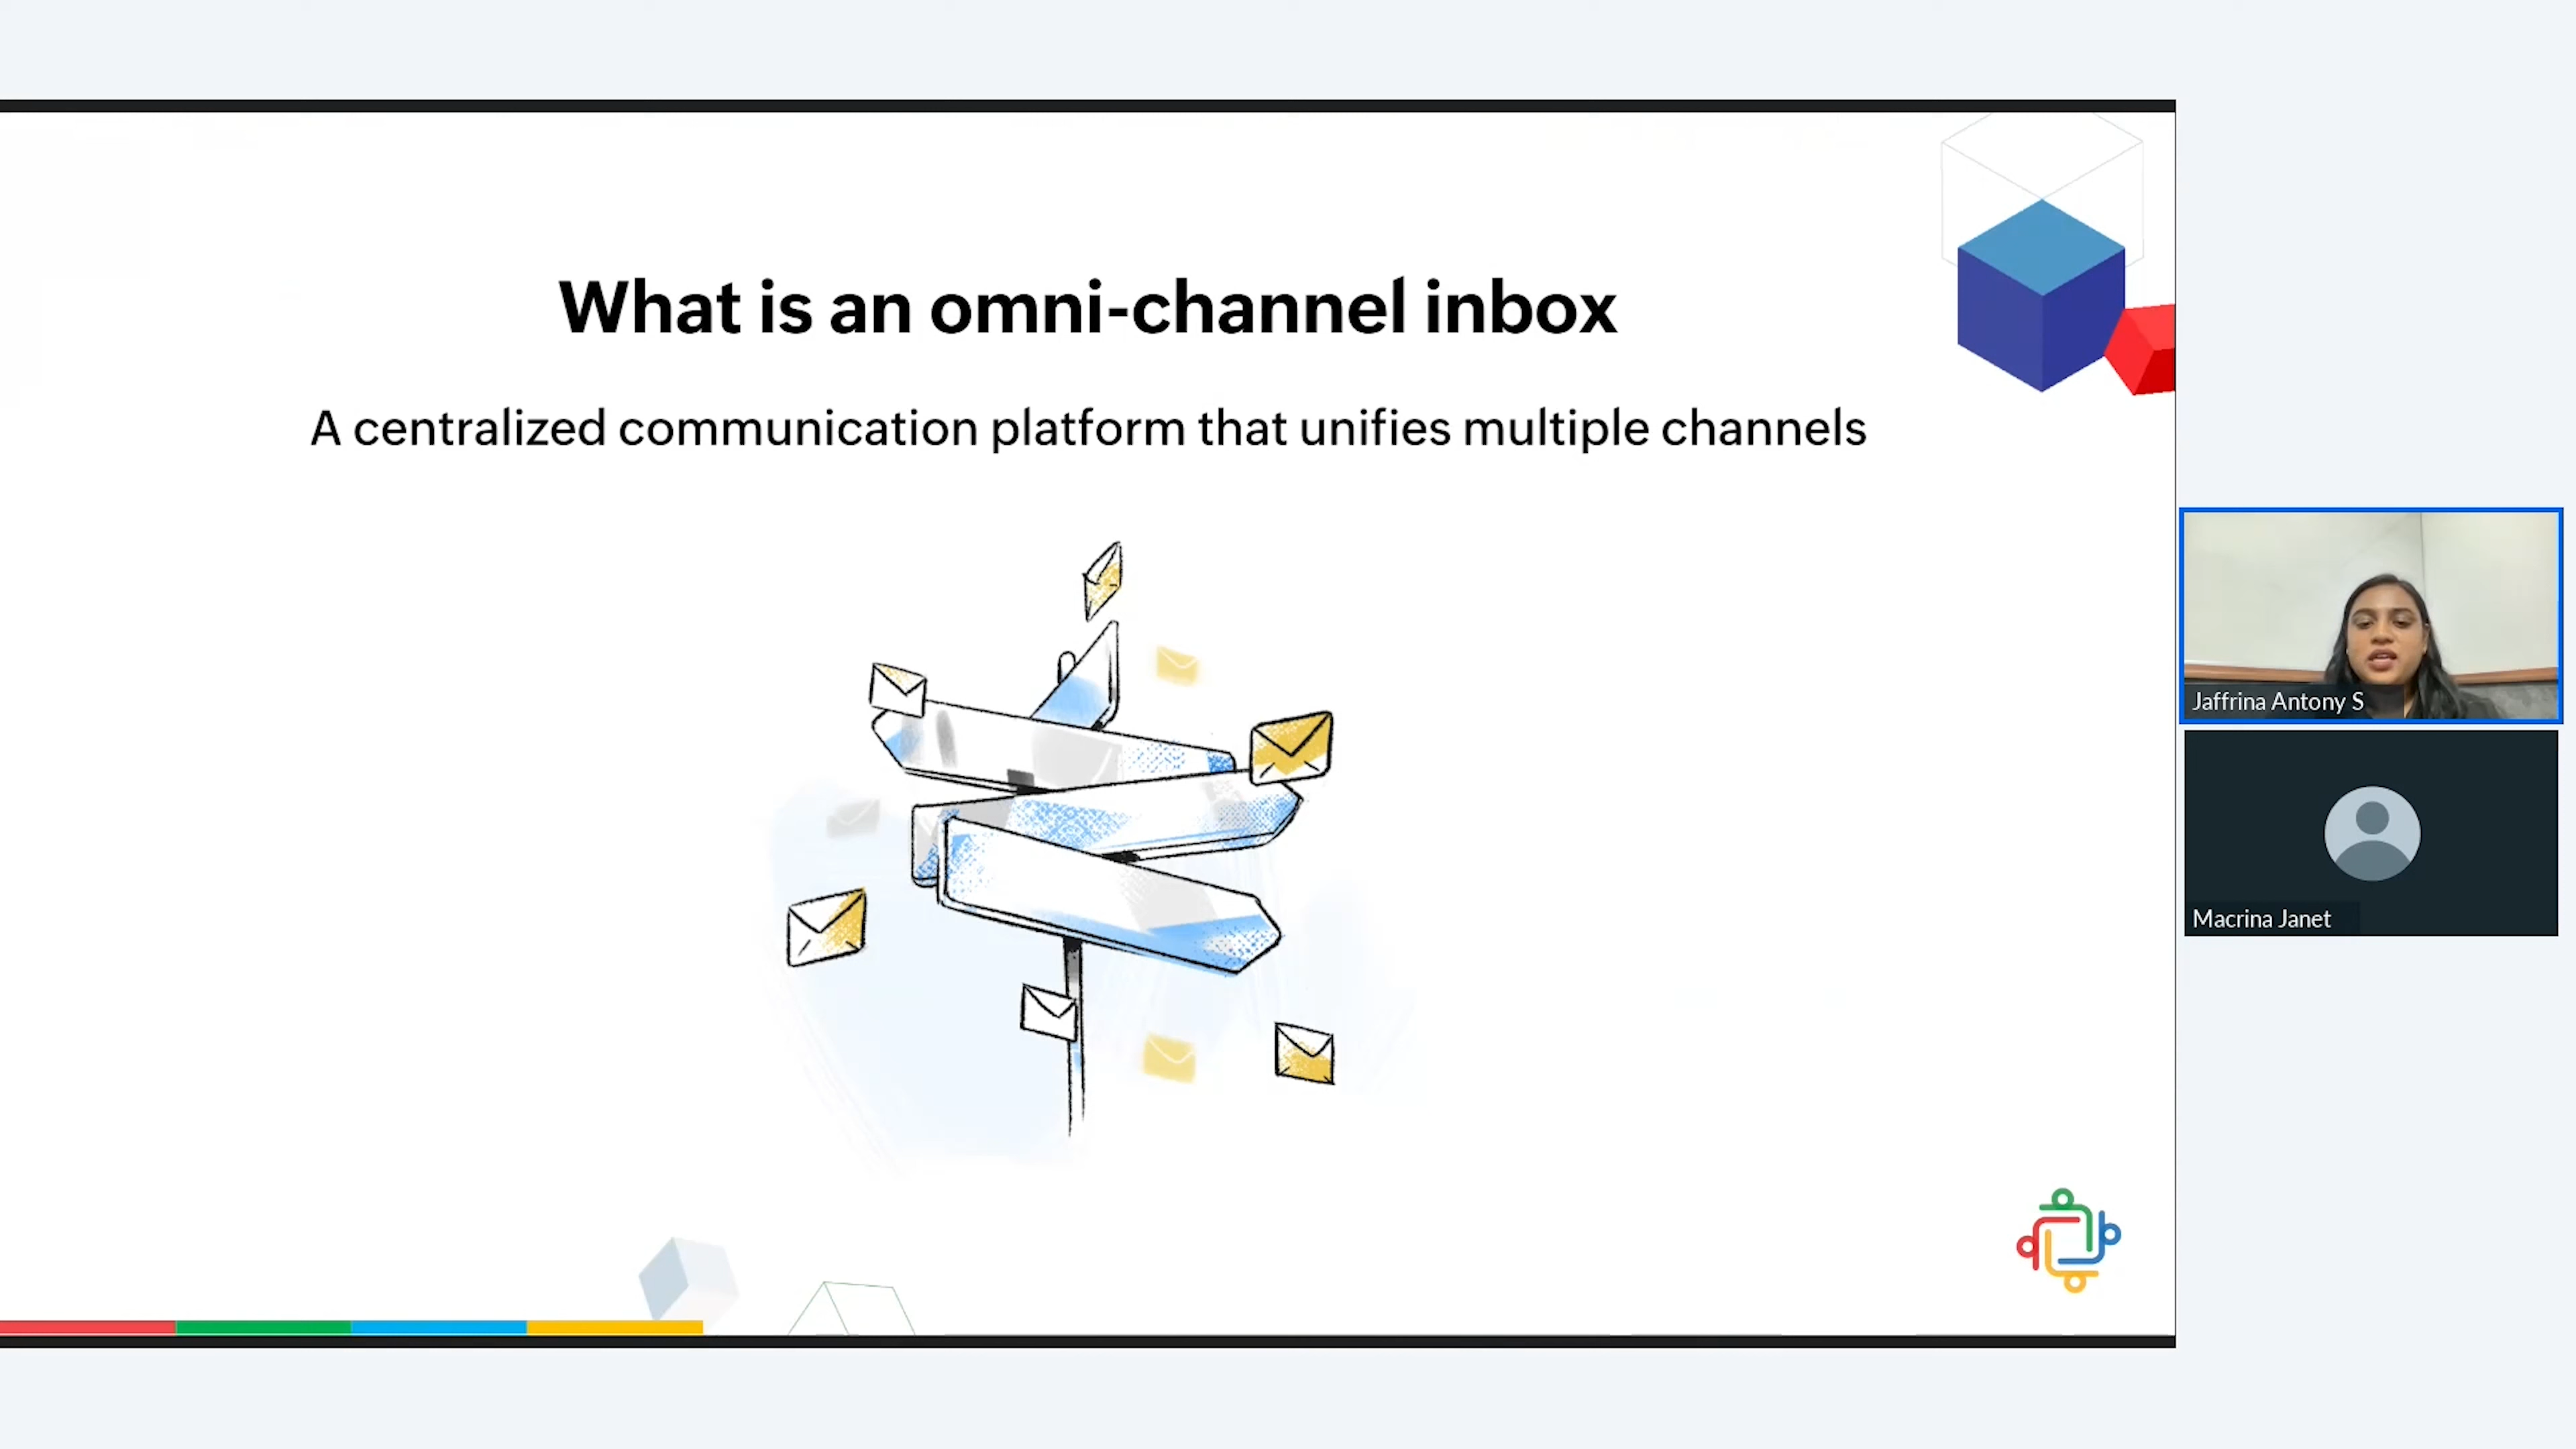 What is an omni-channel inbox
A centralized communication platform that unifies multiple channels
Jaffrina Antony S
Macrina Janet